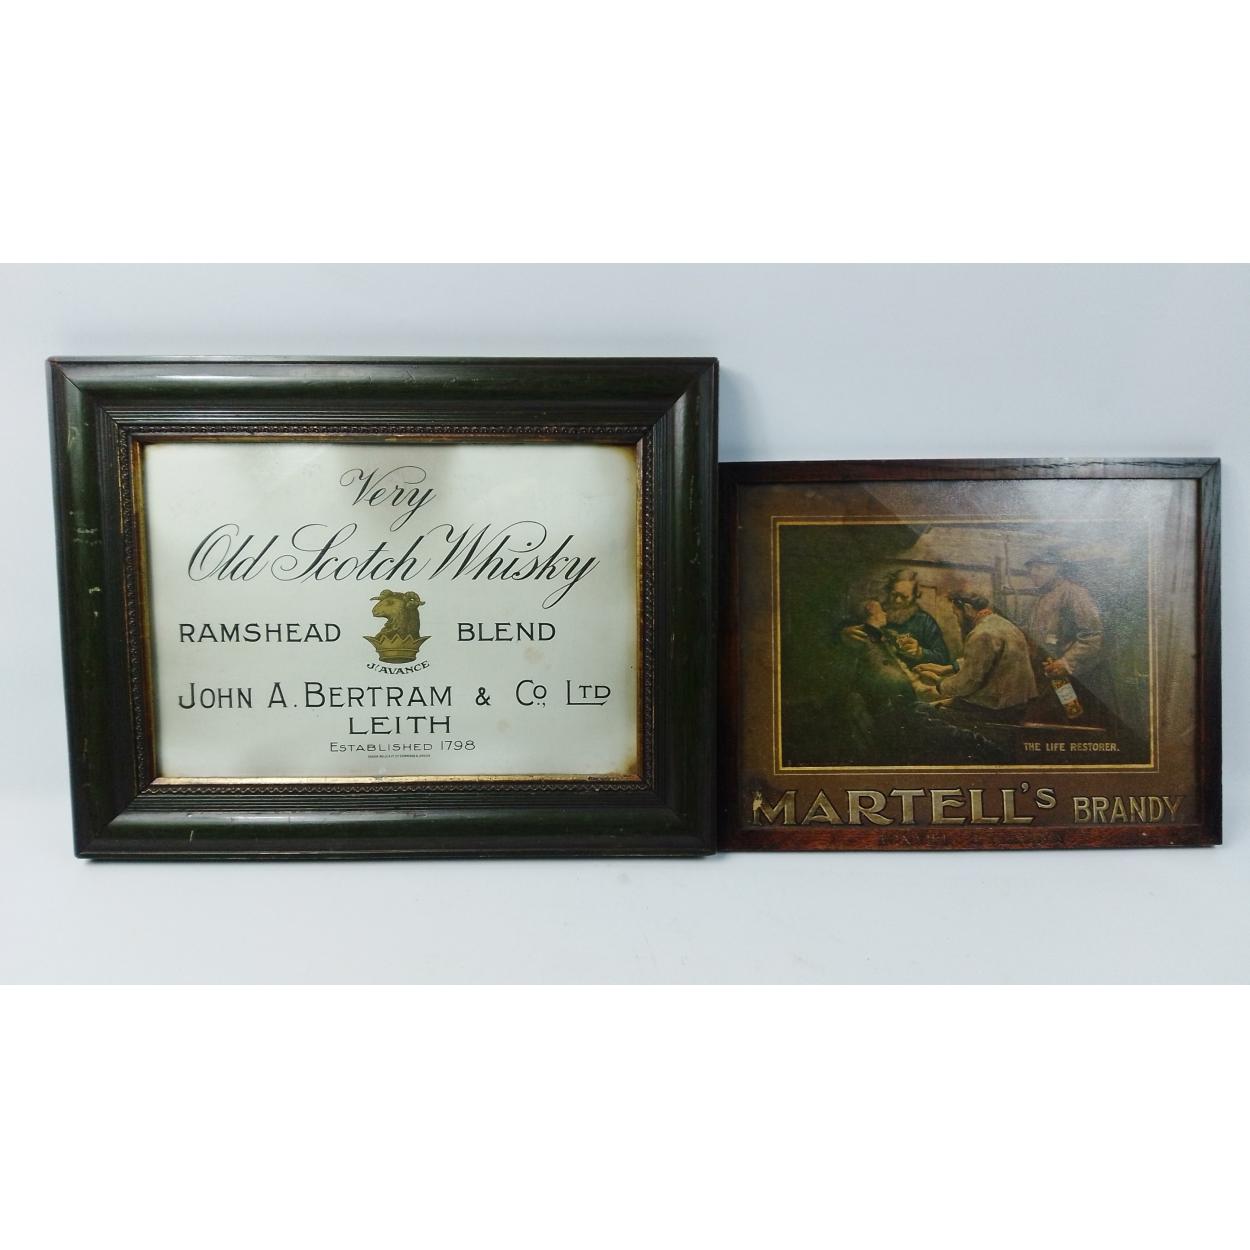 Very
Old Scotch Whisky
RAMSHEAD BLEND
J'AVANCE
JOHN A. BERTRAM & CO., LTD
LEITH
ESTABLISHED 1798
THE LIFE RESTORER.
MARTELL'S BRANDY